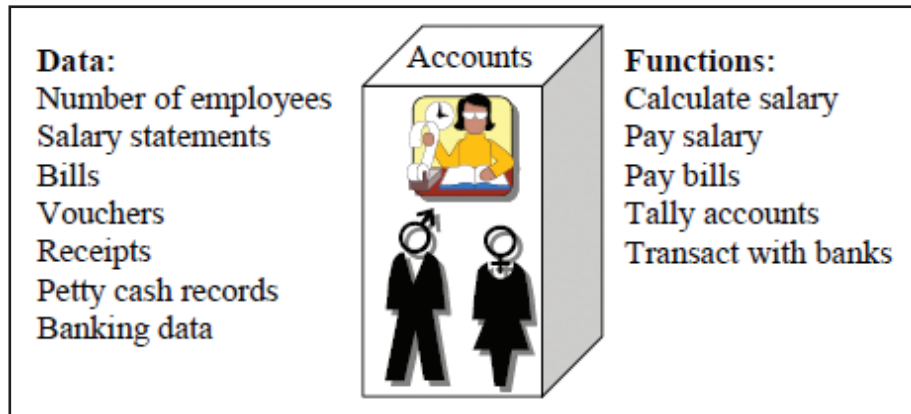 Data:
Number of employees
Salary statements
Bills
Vouchers
Receipts
Petty cash records
Banking data
Accounts
Functions:
Calculate salary
Pay salary
Pay bills
Tally accounts
Transact with banks